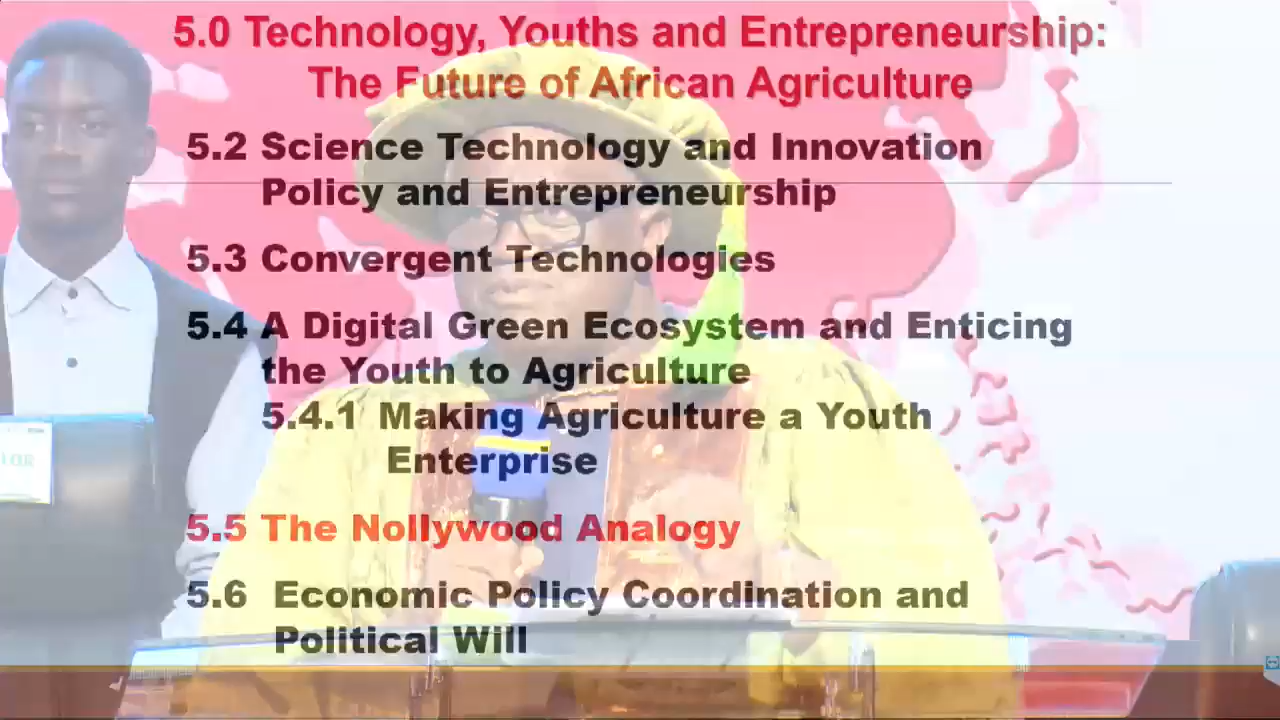 5.0 Technology, Youths and Entrepreneurship:
The Future of African Agriculture
5.2 Science Technology and Innovation
Policy and Entrepreneurship
5.3 Convergent Technologies
5.4 A Digital Green Ecosystem and Enticing
the Youth to Agriculture
5.4.1 Making Agriculture a Youth
Enterprise
5.5 The Nollywood Analogy
5.6 Economic Policy Coordination and
Political Will